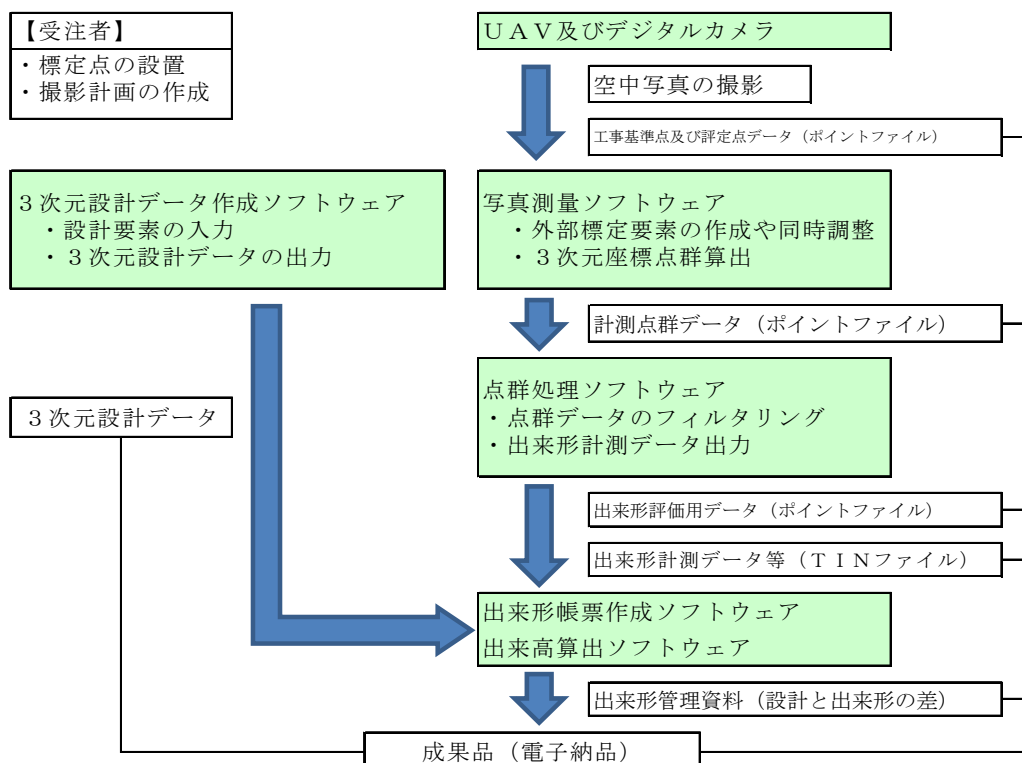 【受注者】
・標定点の設置
・撮影計画の作成
UAV及びデジタルカメラ
空中写真の撮影
工事基準点及び評定点データ（ポイントファイル）
3次元設計データ作成ソフトウェア
・設計要素の入力
・3次元設計データの出力
写真測量ソフトウェア
・外部標定要素の作成や同時調整
・3次元座標点群算出
計測点群データ（ポイントファイル）
点群処理ソフトウェア
・点群データのフィルタリング
・出来形計測データ出力
3次元設計データ
出来形評価用データ（ポイントファイル）
出来形計測データ等（TINファイル）
出来形帳票作成ソフトウェア
出来高算出ソフトウェア
出来形管理資料（設計と出来形の差）
成果品（電子納品）